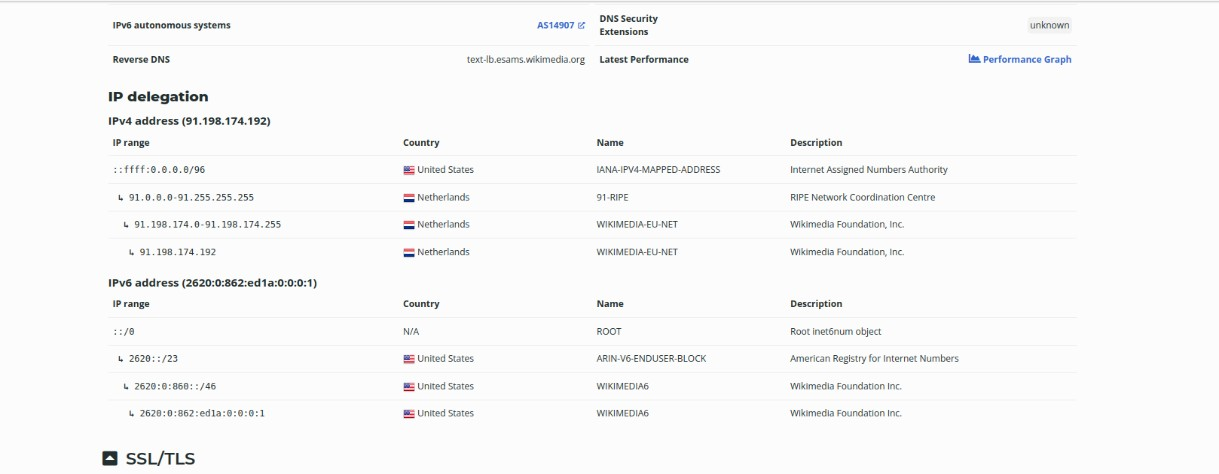 IPv6 autonomous systems AS14907 DNS Security Extensions unknown
Reverse DNS text-lb.esams.wikimedia.org Latest Performance Performance Graph
IP delegation
IPv4 address (91.198.174.192)
IP range Country Name Description
::ffff:0.0.0.0/96 United States IANA-IPV4-MAPPED-ADDRESS Internet Assigned Numbers Authority
↳ 91.0.0.0-91.255.255.255 Netherlands 91-RIPE RIPE Network Coordination Centre
↳ 91.198.174.0-91.198.174.255 Netherlands WIKIMEDIA-EU-NET Wikimedia Foundation, Inc.
↳ 91.198.174.192 Netherlands WIKIMEDIA-EU-NET Wikimedia Foundation, Inc.
IPv6 address (2620:0:862:ed1a:0:0:0:1)
IP range Country Name Description
::/0 N/A ROOT Root inet6num object
↳ 2620::/23 United States ARIN-V6-ENDUSER-BLOCK American Registry for Internet Numbers
↳ 2620:0:860::/46 United States WIKIMEDIA6 Wikimedia Foundation Inc.
↳ 2620:0:862:ed1a:0:0:0:1 United States WIKIMEDIA6 Wikimedia Foundation Inc.
SSL/TLS